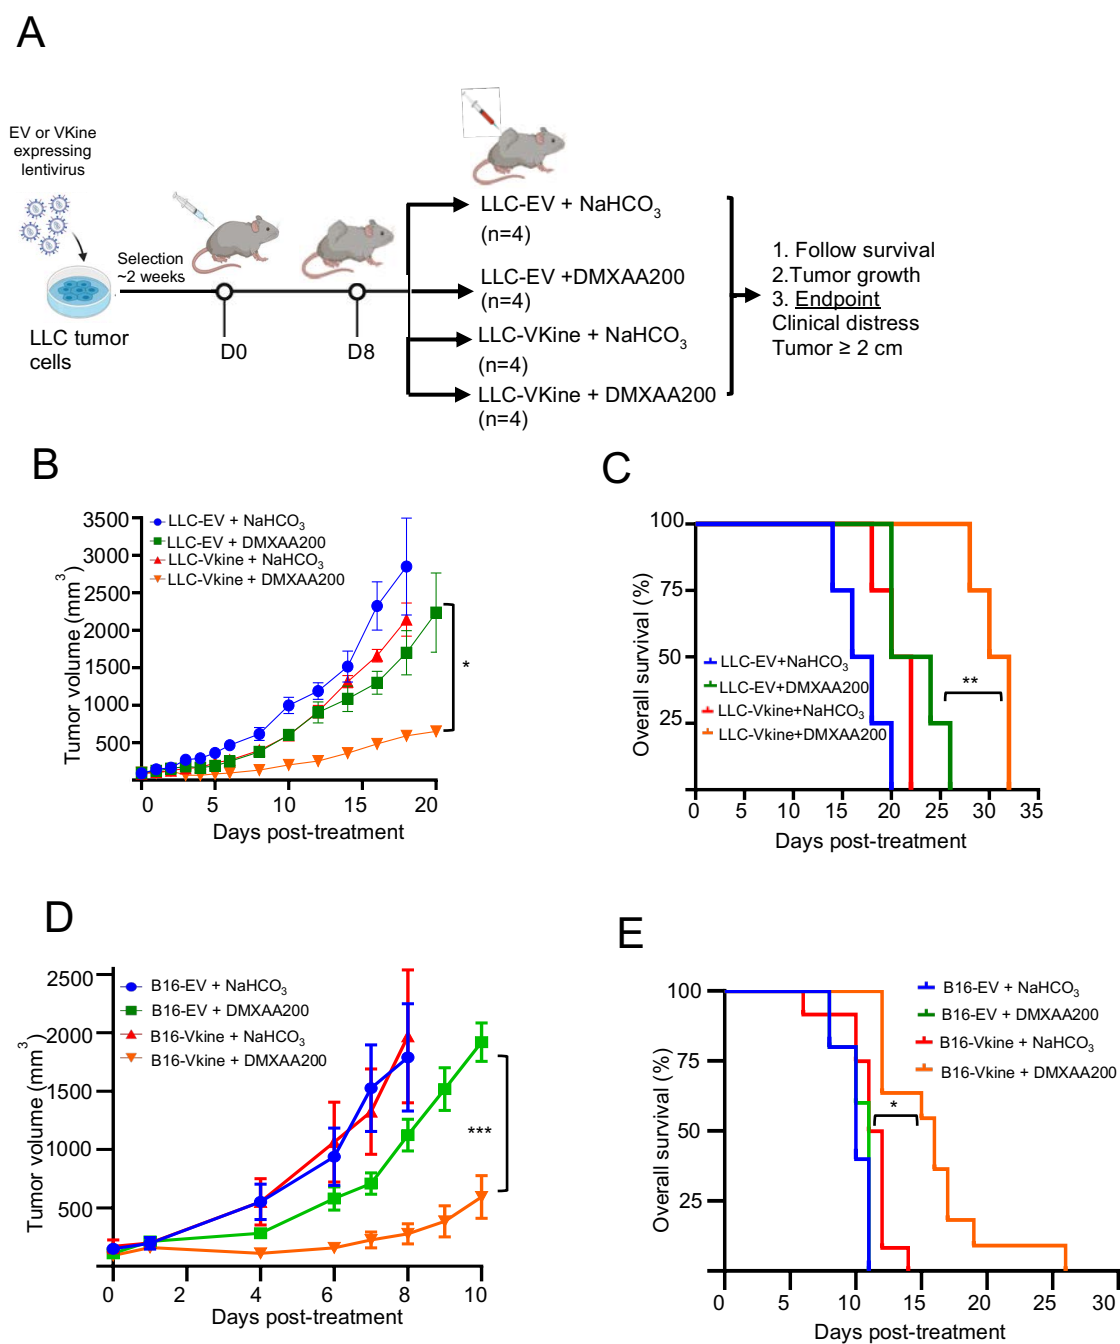 A
EV or VKine
expressing
lentivirus
Selection
~2 weeks
LLC tumor
cells
D0
D8
LLC-EV + NaHCO₃
(n=4)
LLC-EV +DMXAA200
(n=4)
LLC-VKine + NaHCO₃
(n=4)
LLC-VKine + DMXAA200
(n=4)
1. Follow survival
2.Tumor growth
3. Endpoint
Clinical distress
Tumor ≥ 2 cm
B
Tumor volume (mm³)
3500
3000
2500
2000
1500
1000
500
LLC-EV + NaHCO₃
LLC-EV + DMXAA200
LLC-Vkine + NaHCO₃
LLC-Vkine + DMXAA200
*
0 5 10 15 20
Days post-treatment
C
Overall survival (%)
100
75
50
25
LLC-EV+NaHCO₃
LLC-EV+DMXAA200
LLC-Vkine+NaHCO₃
LLC-Vkine+DMXAA200
**
0 5 10 15 20 25 30 35
Days post-treatment
D
Tumor volume (mm³)
2500
2000
1500
1000
500
B16-EV + NaHCO₃
B16-EV + DMXAA200
B16-Vkine + NaHCO₃
B16-Vkine + DMXAA200
***
0 2 4 6 8 10
Days post-treatment
E
Overall survival (%)
100
75
50
25
B16-EV + NaHCO₃
B16-EV + DMXAA200
B16-Vkine + NaHCO₃
B16-Vkine + DMXAA200
*
0 5 10 15 20 25 30
Days post-treatment